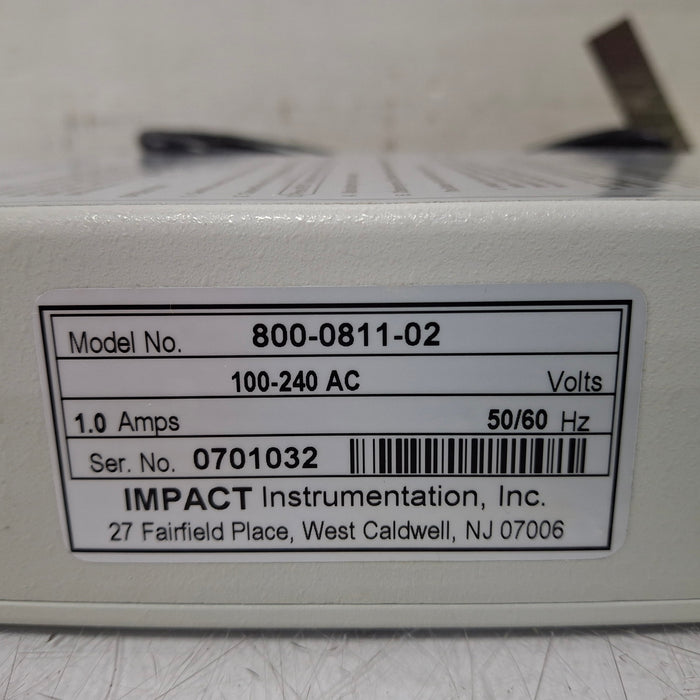 Model No. 800-0811-02
100-240 AC Volts
1.0 Amps 50/60 Hz
Ser. No. 0701032
IMPACT Instrumentation, Inc.
27 Fairfield Place, West Caldwell, NJ 07006